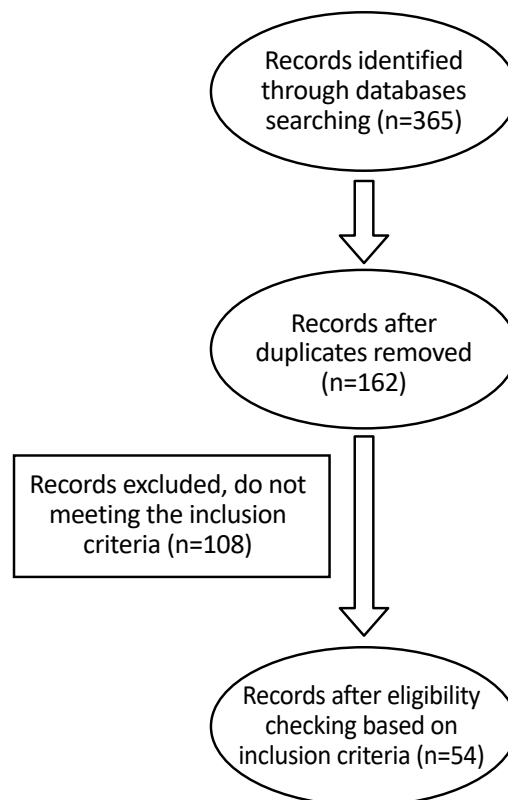 Records identified
through databases
searching (n=365)
Records after
duplicates removed
(n=162)
Records excluded, do not
meeting the inclusion
criteria (n=108)
Records after eligibility
checking based on
inclusion criteria (n=54)